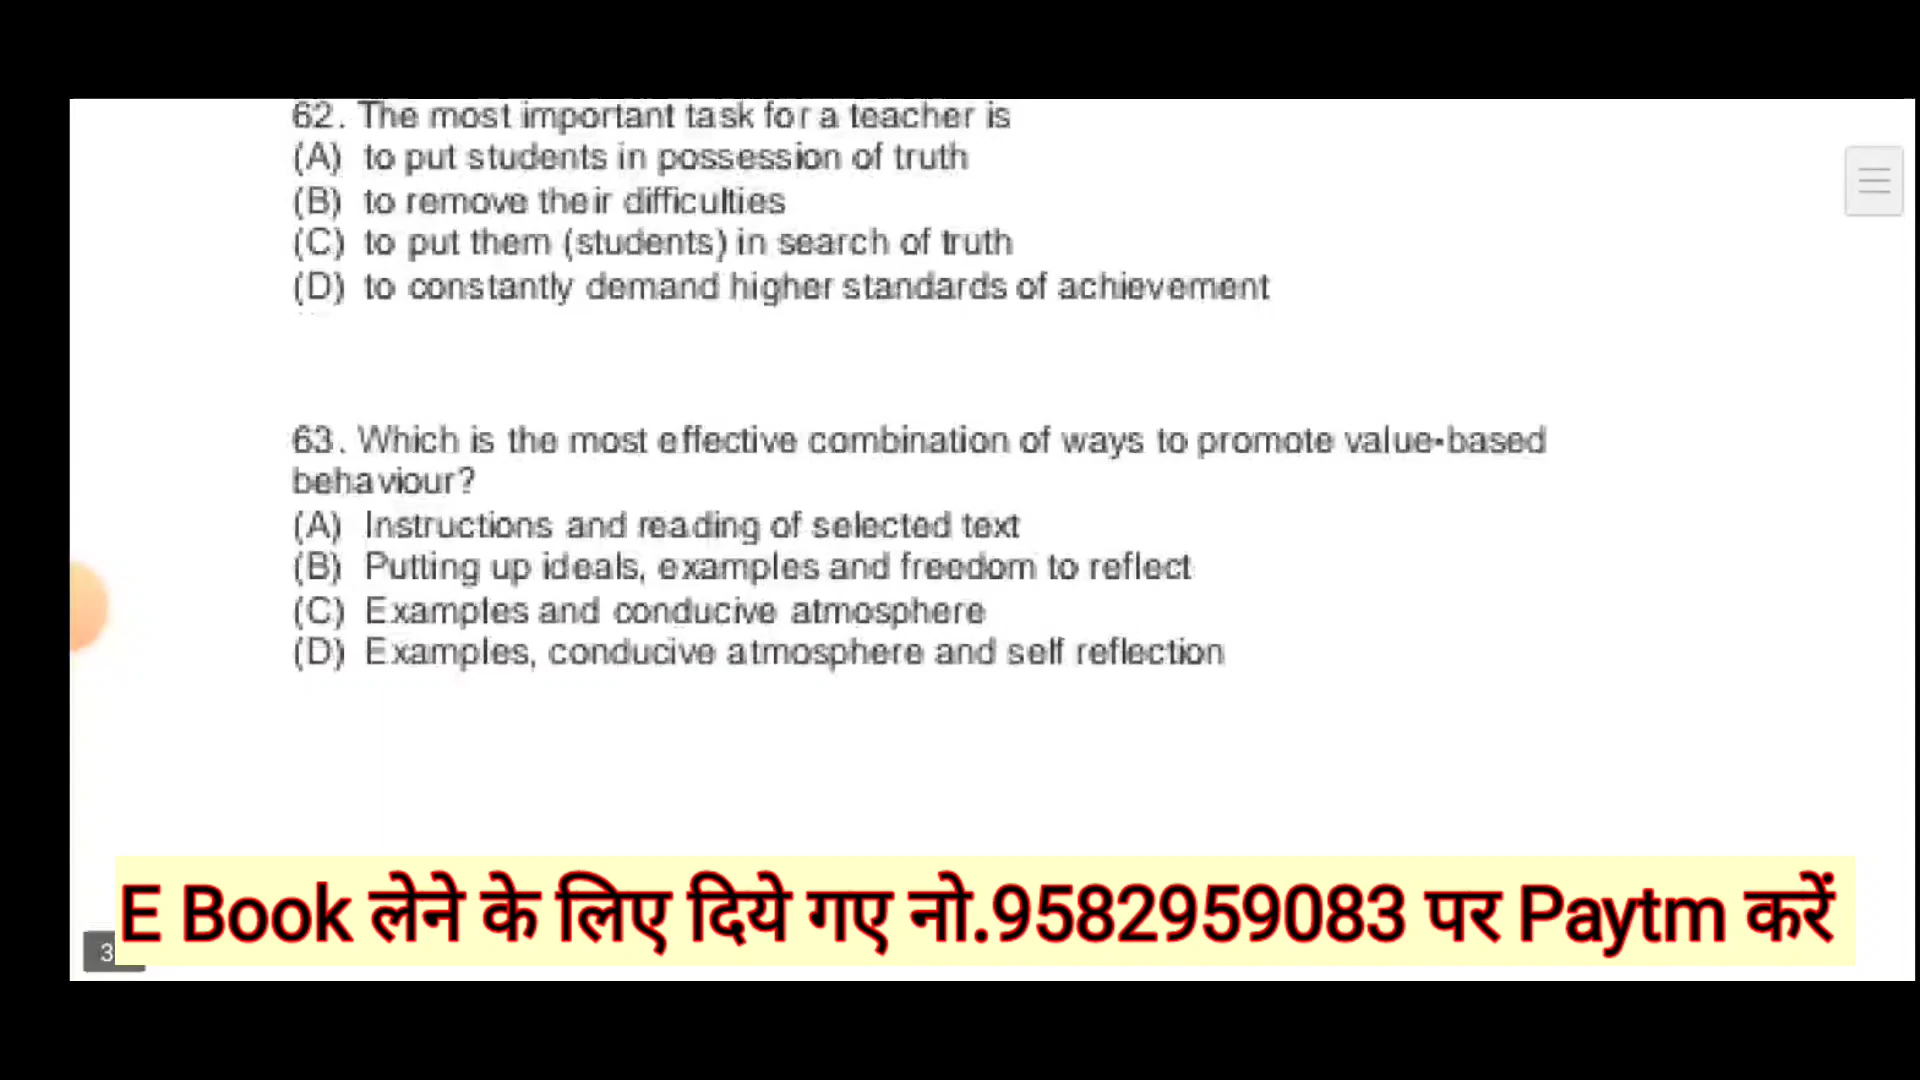 62. The most important task for a teacher is
(A) to put students in possession of truth
(B) to remove their difficulties
(C) to put them (students) in search of truth
(D) to constantly demand higher standards of achievement
63. Which is the most effective combination of ways to promote value-based
behaviour?
(A) Instructions and reading of selected text
(B) Putting up ideals, examples and freedom to reflect
(C) Examples and conducive atmosphere
(D) Examples, conducive atmosphere and self reflection
E Book लेने के लिए दिये गए नो.9582959083 पर Paytm करें
3